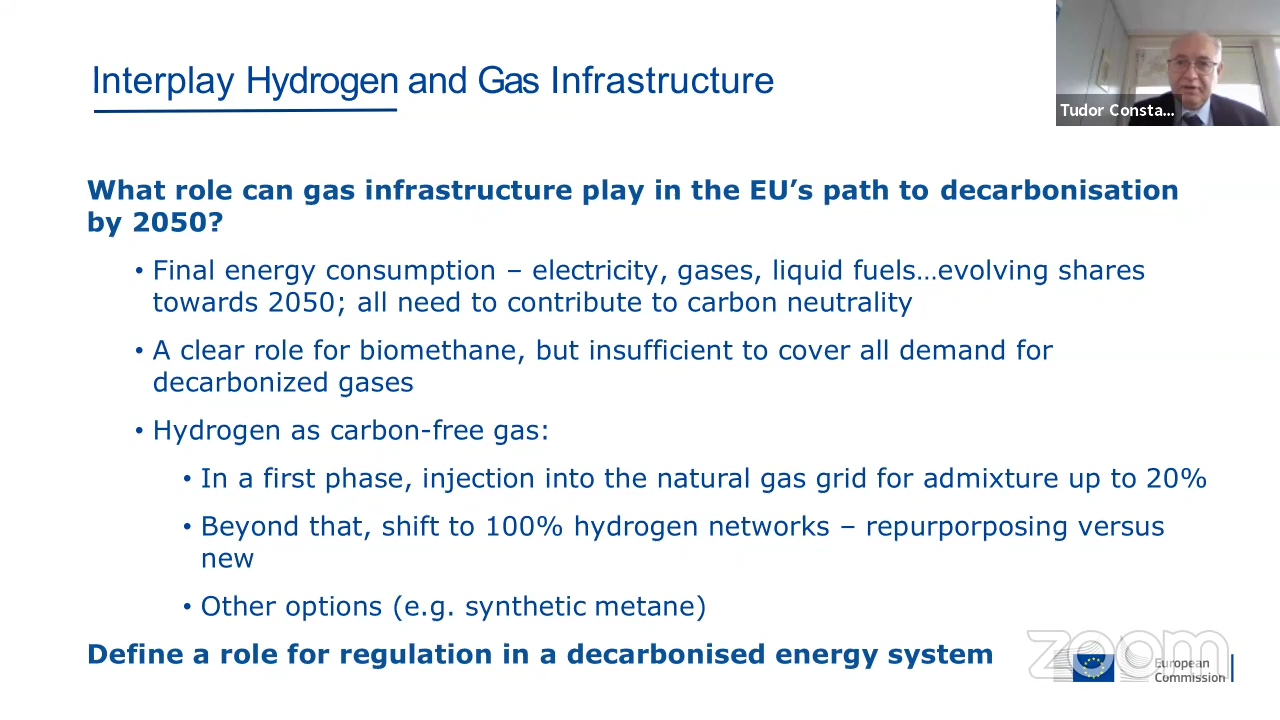 Interplay Hydrogen and Gas Infrastructure
Tudor Consta...
What role can gas infrastructure play in the EU’s path to decarbonisation
by 2050?
• Final energy consumption – electricity, gases, liquid fuels…evolving shares
towards 2050; all need to contribute to carbon neutrality
• A clear role for biomethane, but insufficient to cover all demand for
decarbonized gases
• Hydrogen as carbon-free gas:
• In a first phase, injection into the natural gas grid for admixture up to 20%
• Beyond that, shift to 100% hydrogen networks – repurporposing versus
new
• Other options (e.g. synthetic metane)
Define a role for regulation in a decarbonised energy system
zoom
European
Commission